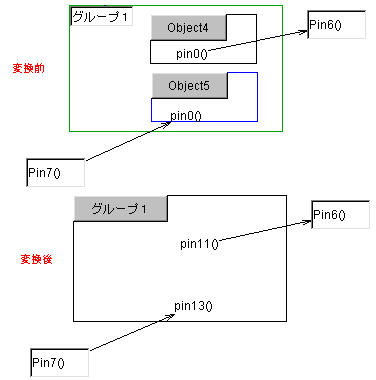 グループ１
Object4
Pin6()
pin0()
変換前
Object5
pin0()
Pin7()
グループ１
Pin6()
pin11()
変換後
pin13()
Pin7()